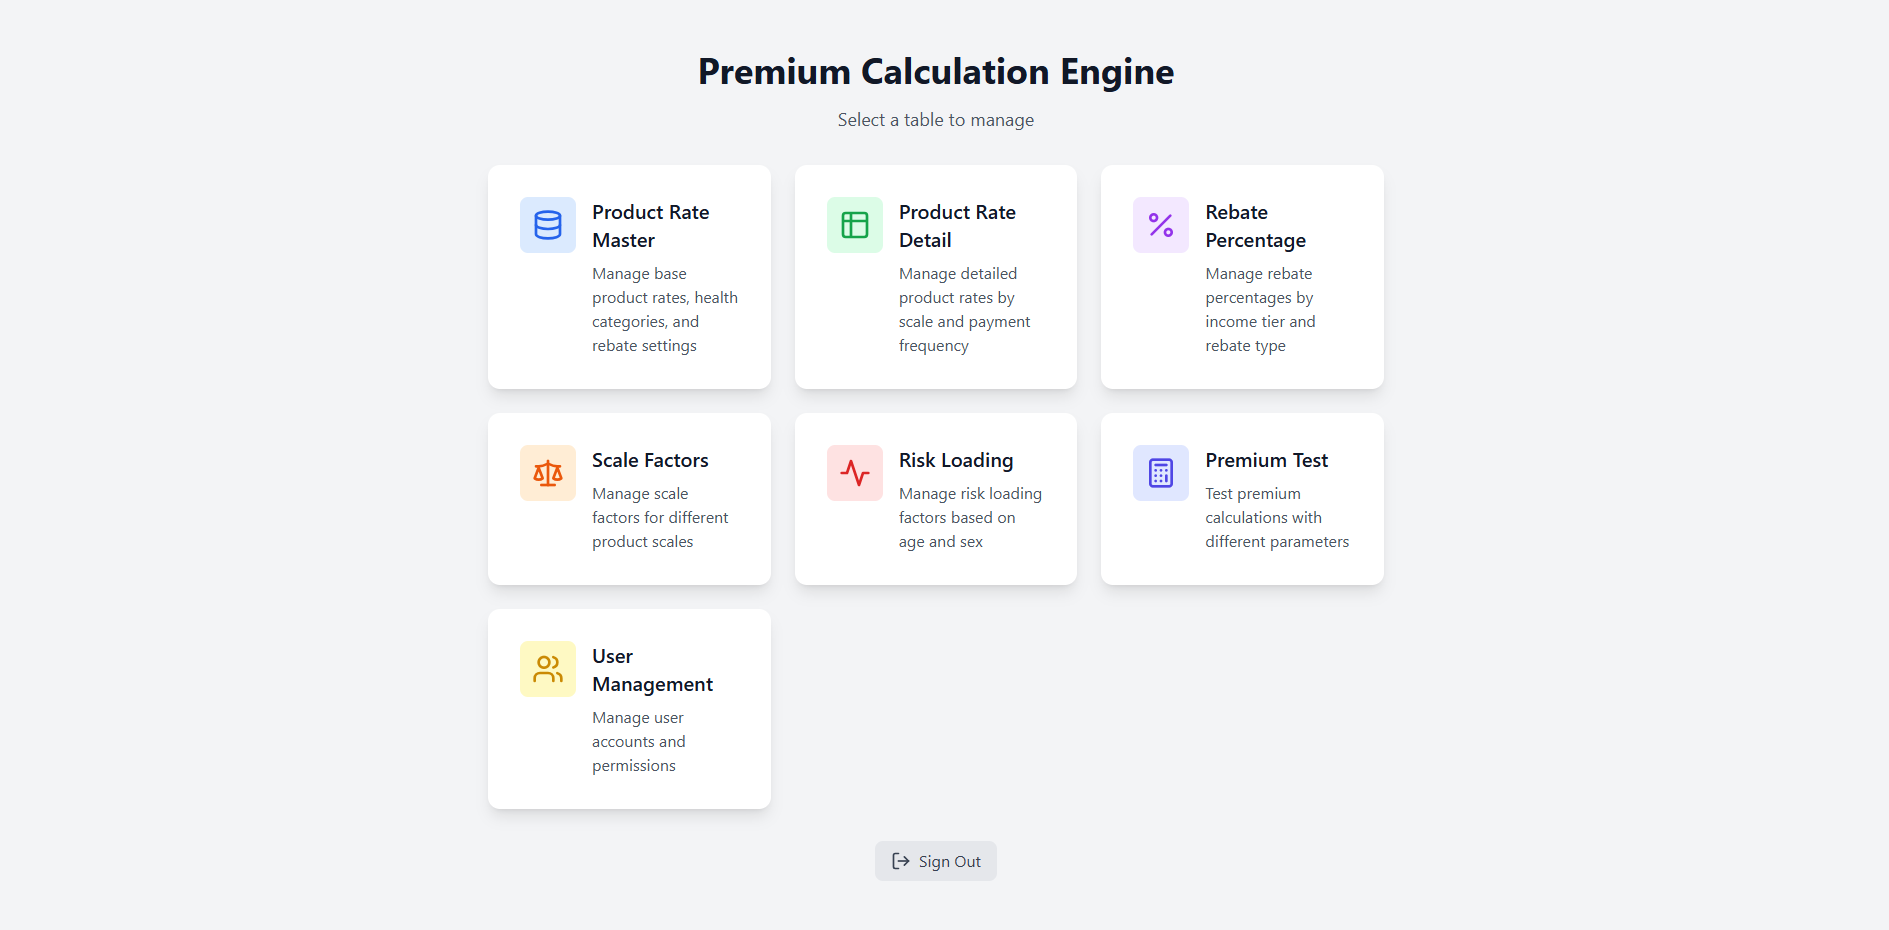 Premium Calculation Engine
Select a table to manage
Product Rate
Master
Manage base
product rates, health
categories, and
rebate settings
Product Rate
Detail
Manage detailed
product rates by
scale and payment
frequency
Rebate
Percentage
Manage rebate
percentages by
income tier and
rebate type
Scale Factors
Manage scale
factors for different
product scales
Risk Loading
Manage risk loading
factors based on
age and sex
Premium Test
Test premium
calculations with
different parameters
User
Management
Manage user
accounts and
permissions
Sign Out